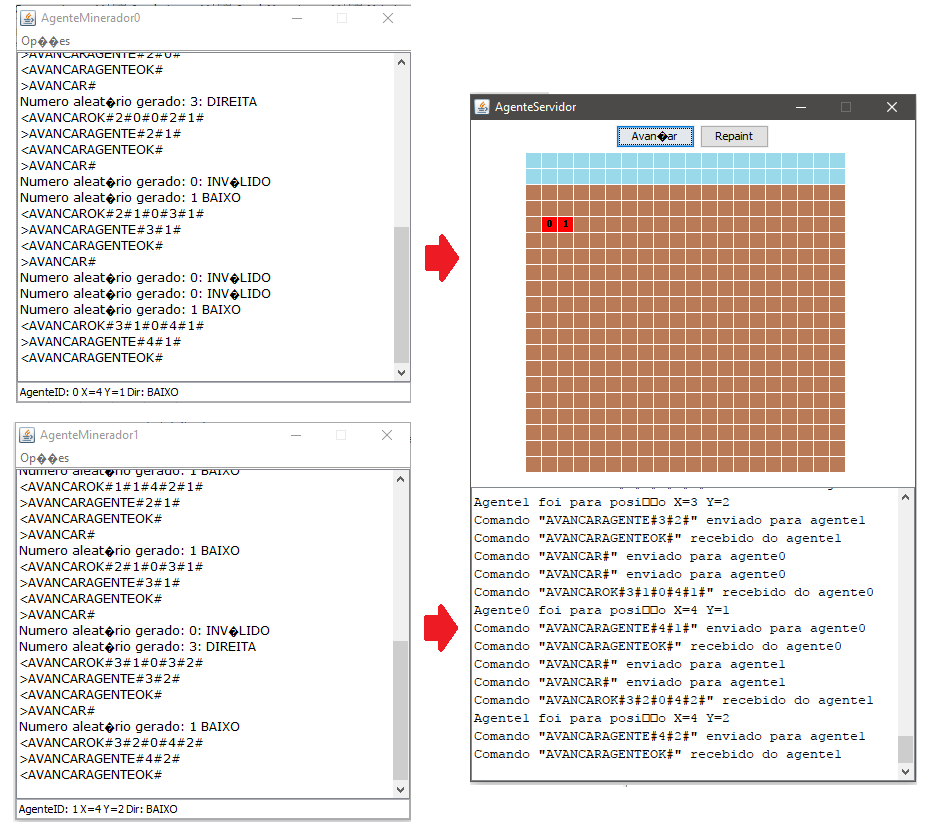 AgenteMinerador0
Op��es
>AVANCARAGENTE#2#0#
<AVANCARAGENTEOK#
>AVANCAR#
Numero aleat�rio gerado: 3: DIREITA
<AVANCAROK#2#0#0#2#1#
>AVANCARAGENTE#2#1#
<AVANCARAGENTEOK#
>AVANCAR#
Numero aleat�rio gerado: 0: INV�LIDO
Numero aleat�rio gerado: 1 BAIXO
<AVANCAROK#2#1#0#3#1#
>AVANCARAGENTE#3#1#
<AVANCARAGENTEOK#
>AVANCAR#
Numero aleat�rio gerado: 0: INV�LIDO
Numero aleat�rio gerado: 0: INV�LIDO
Numero aleat�rio gerado: 1 BAIXO
<AVANCAROK#3#1#0#4#1#
>AVANCARAGENTE#4#1#
<AVANCARAGENTEOK#
AgenteID: 0 X=4 Y=1 Dir: BAIXO
AgenteMinerador1
Op��es
Numero aleat�rio gerado: 1 BAIXO
<AVANCAROK#1#1#4#2#1#
>AVANCARAGENTE#2#1#
<AVANCARAGENTEOK#
>AVANCAR#
Numero aleat�rio gerado: 1 BAIXO
<AVANCAROK#2#1#0#3#1#
>AVANCARAGENTE#3#1#
<AVANCARAGENTEOK#
>AVANCAR#
Numero aleat�rio gerado: 0: INV�LIDO
Numero aleat�rio gerado: 3: DIREITA
<AVANCAROK#3#1#0#3#2#
>AVANCARAGENTE#3#2#
<AVANCARAGENTEOK#
>AVANCAR#
Numero aleat�rio gerado: 1 BAIXO
<AVANCAROK#3#2#0#4#2#
>AVANCARAGENTE#4#2#
<AVANCARAGENTEOK#
AgenteID: 1 X=4 Y=2 Dir: BAIXO
AgenteServidor
Avan�ar Repaint
0 1
Agente1 foi para posi□□o X=3 Y=2
Comando "AVANCARAGENTE#3#2#" enviado para agente1
Comando "AVANCARAGENTEOK#" recebido do agente1
Comando "AVANCAR#" enviado para agente0
Comando "AVANCAR#" enviado para agente0
Comando "AVANCAROK#3#1#0#4#1#" recebido do agente0
Agente0 foi para posi□□o X=4 Y=1
Comando "AVANCARAGENTE#4#1#" enviado para agente0
Comando "AVANCARAGENTEOK#" recebido do agente0
Comando "AVANCAR#" enviado para agente1
Comando "AVANCAR#" enviado para agente1
Comando "AVANCAROK#3#2#0#4#2#" recebido do agente1
Agente1 foi para posi□□o X=4 Y=2
Comando "AVANCARAGENTE#4#2#" enviado para agente1
Comando "AVANCARAGENTEOK#" recebido do agente1